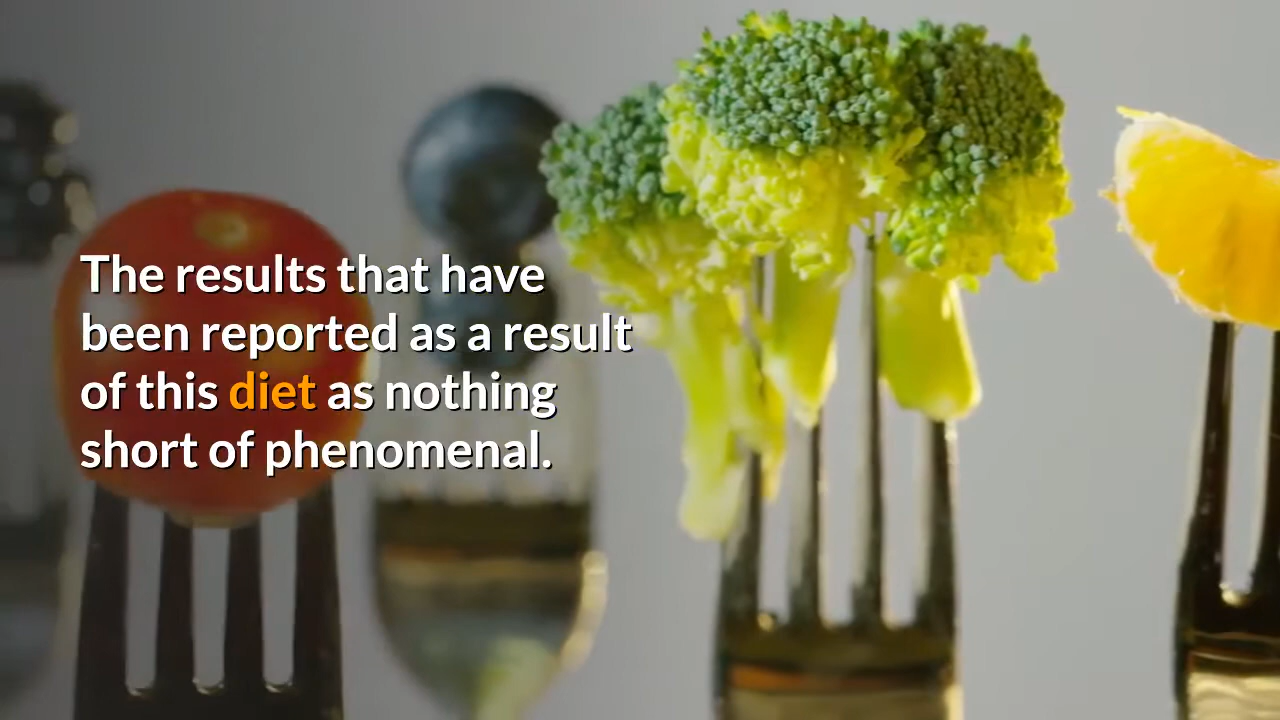 The results that have
been reported as a result
of this diet as nothing
short of phenomenal.